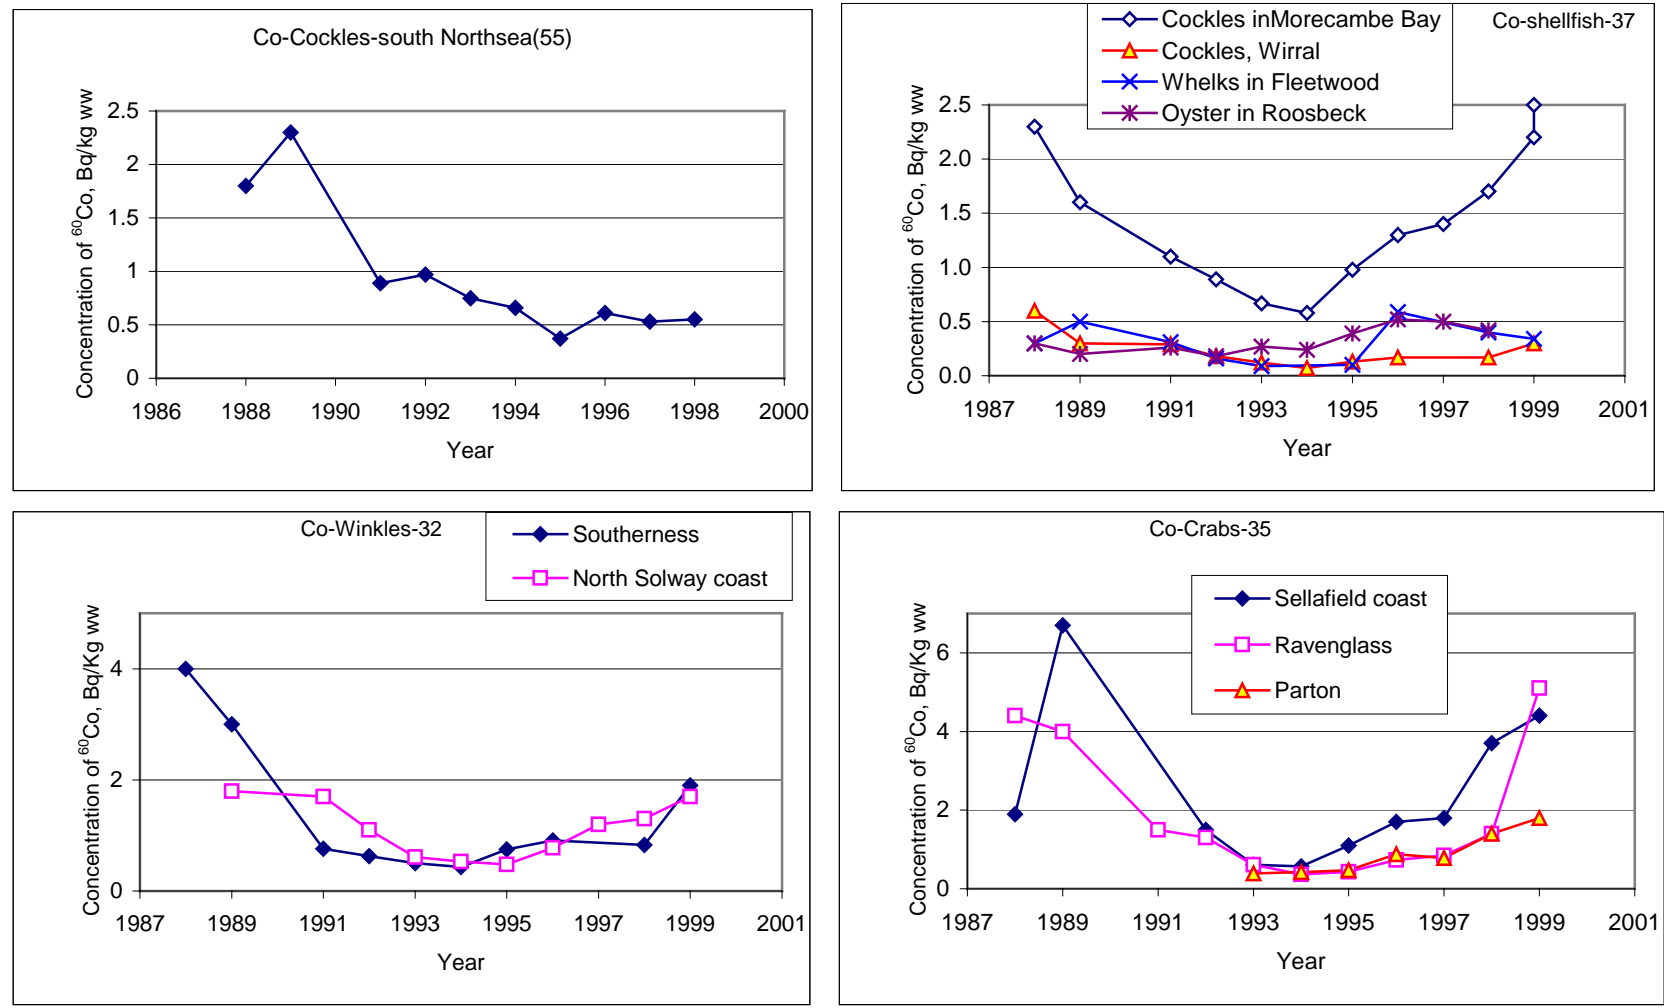 Co-Cockles-south Northsea(55)
Concentration of ⁶⁰Co, Bq/kg ww
2.5
2
1.5
1
0.5
0
1986 1988 1990 1992 1994 1996 1998 2000
Year
Cockles inMorecambe Bay
Cockles, Wirral
Whelks in Fleetwood
Oyster in Roosbeck
Co-shellfish-37
Concentration of ⁶⁰Co, Bq/kg ww
2.5
2.0
1.5
1.0
0.5
0.0
1987 1989 1991 1993 1995 1997 1999 2001
Year
Co-Winkles-32
Southerness
North Solway coast
Concentration of ⁶⁰Co, Bq/Kg ww
4
2
0
1987 1989 1991 1993 1995 1997 1999 2001
Year
Co-Crabs-35
Sellafield coast
Ravenglass
Parton
Concentration of ⁶⁰Co, Bq/Kg ww
6
4
2
0
1987 1989 1991 1993 1995 1997 1999 2001
Year